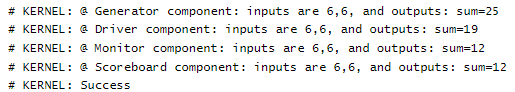 # KERNEL: @ Generator component: inputs are 6,6, and outputs: sum=25
# KERNEL: @ Driver component: inputs are 6,6, and outputs: sum=19
# KERNEL: @ Monitor component: inputs are 6,6, and outputs: sum=12
# KERNEL: @ Scoreboard component: inputs are 6,6, and outputs: sum=12
# KERNEL: Success